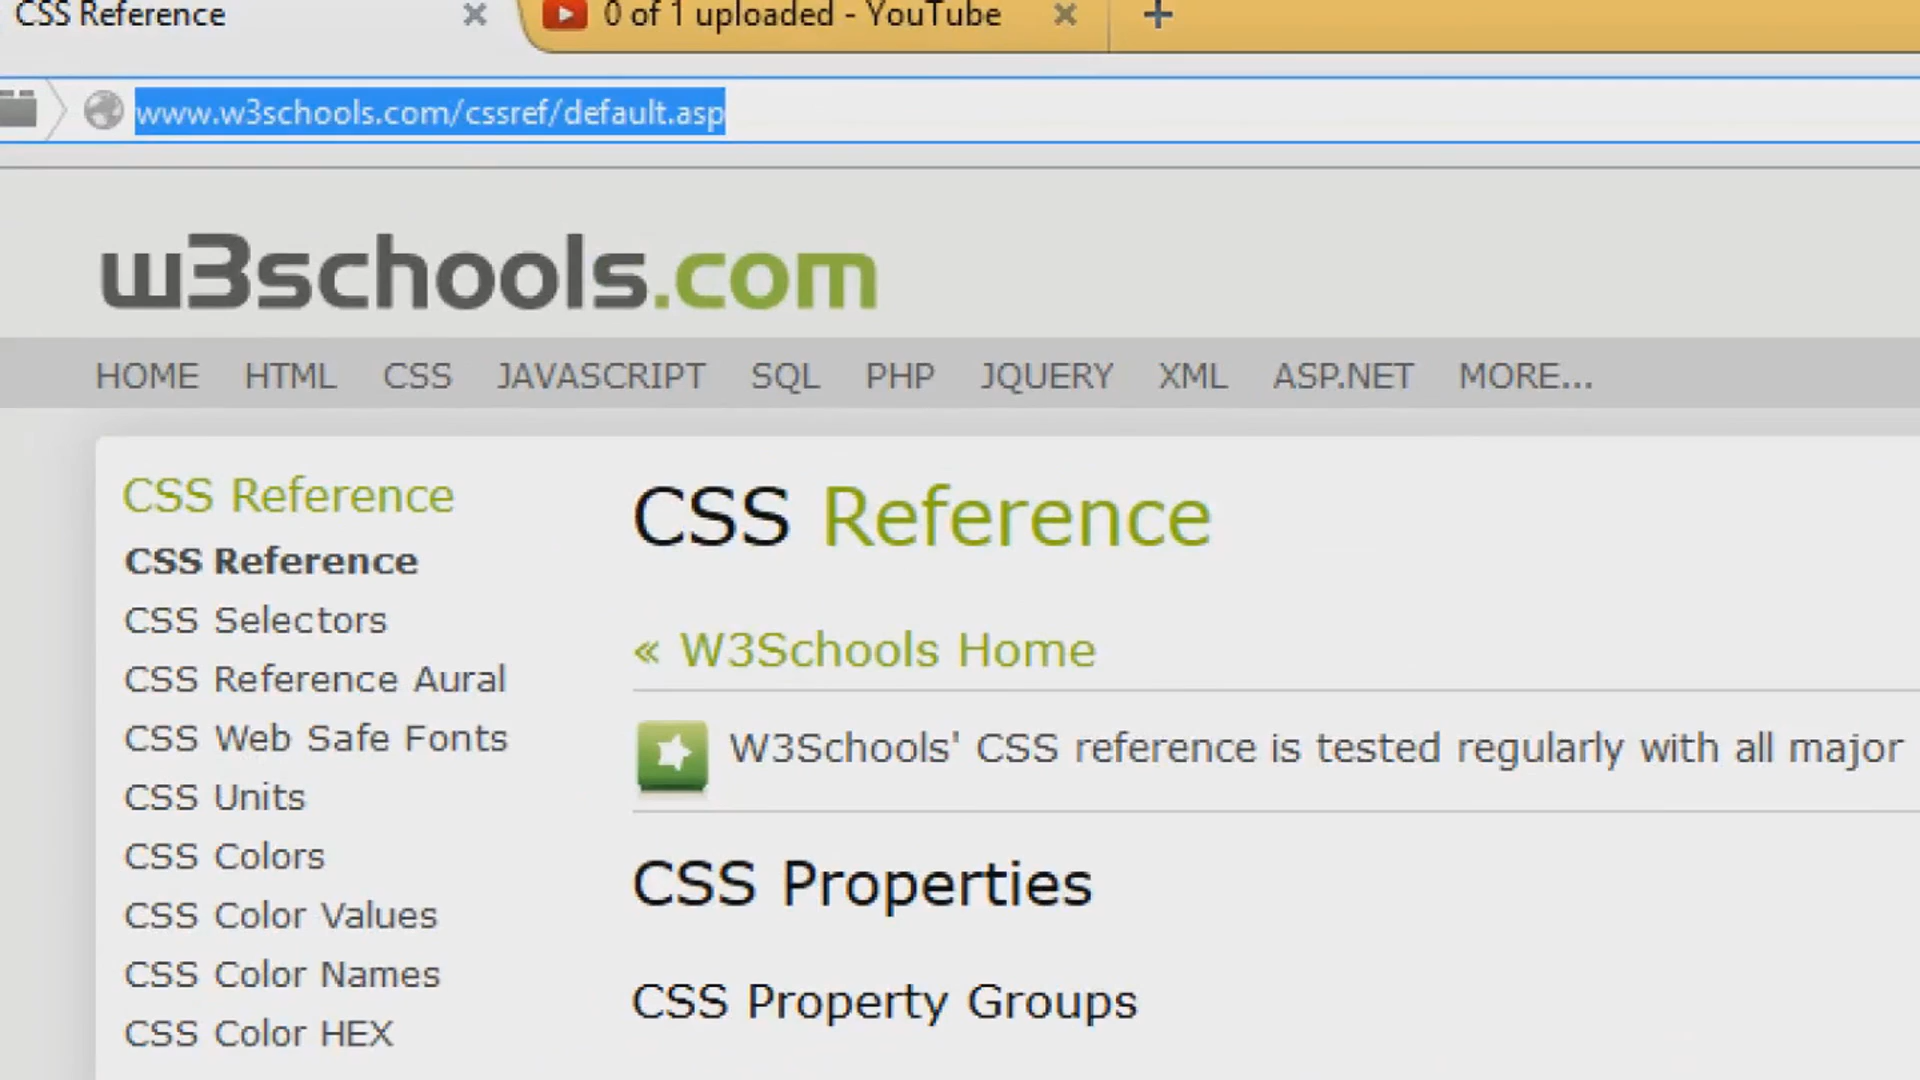 CSS Reference
0 of 1 uploaded - YouTube
www.w3schools.com/cssref/default.asp
w3schools.com
HOME HTML CSS JAVASCRIPT SQL PHP JQUERY XML ASP.NET MORE...
CSS Reference
CSS Reference
CSS Selectors
CSS Reference Aural
CSS Web Safe Fonts
CSS Units
CSS Colors
CSS Color Values
CSS Color Names
CSS Color HEX
CSS Reference
« W3Schools Home
W3Schools' CSS reference is tested regularly with all major
CSS Properties
CSS Property Groups